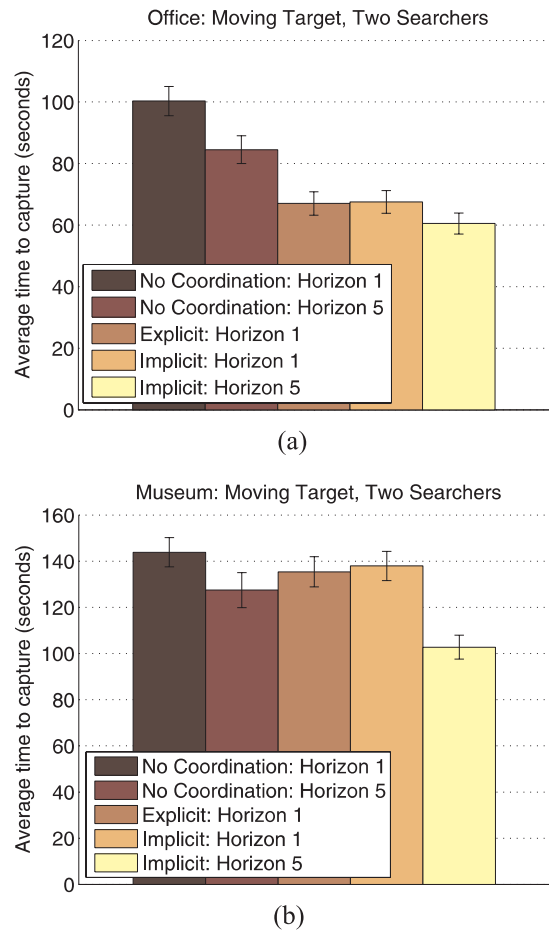 Office: Moving Target, Two Searchers
Average time to capture (seconds)
120
100
80
60
40
20
0
No Coordination: Horizon 1
No Coordination: Horizon 5
Explicit: Horizon 1
Implicit: Horizon 1
Implicit: Horizon 5
(a)
Museum: Moving Target, Two Searchers
Average time to capture (seconds)
160
140
120
100
80
60
40
20
0
No Coordination: Horizon 1
No Coordination: Horizon 5
Explicit: Horizon 1
Implicit: Horizon 1
Implicit: Horizon 5
(b)